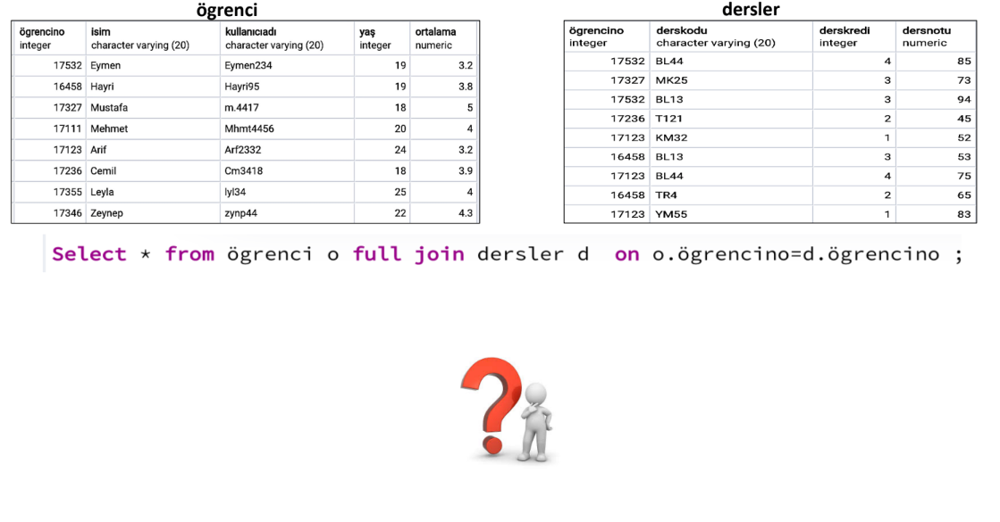 ögrenci
ögrencino isim kullanıcıadı yaş ortalama
integer character varying (20) character varying (20) integer numeric
17532 Eymen Eymen234 19 3.2
16458 Hayri Hayri95 19 3.8
17327 Mustafa m.4417 18 5
17111 Mehmet Mhmt4456 20 4
17123 Arif Arf2332 24 3.2
17236 Cemil Cm3418 18 3.9
17355 Leyla lyl34 25 4
17346 Zeynep zynp44 22 4.3
dersler
ögrencino derskodu derskredi dersnotu
integer character varying (20) integer numeric
17532 BL44 4 85
17327 MK25 3 73
17532 BL13 3 94
17236 T121 2 45
17123 KM32 1 52
16458 BL13 3 53
17123 BL44 4 75
16458 TR4 2 65
17123 YM55 1 83
Select * from ögrenci o full join dersler d on o.ögrencino=d.ögrencino ;
?